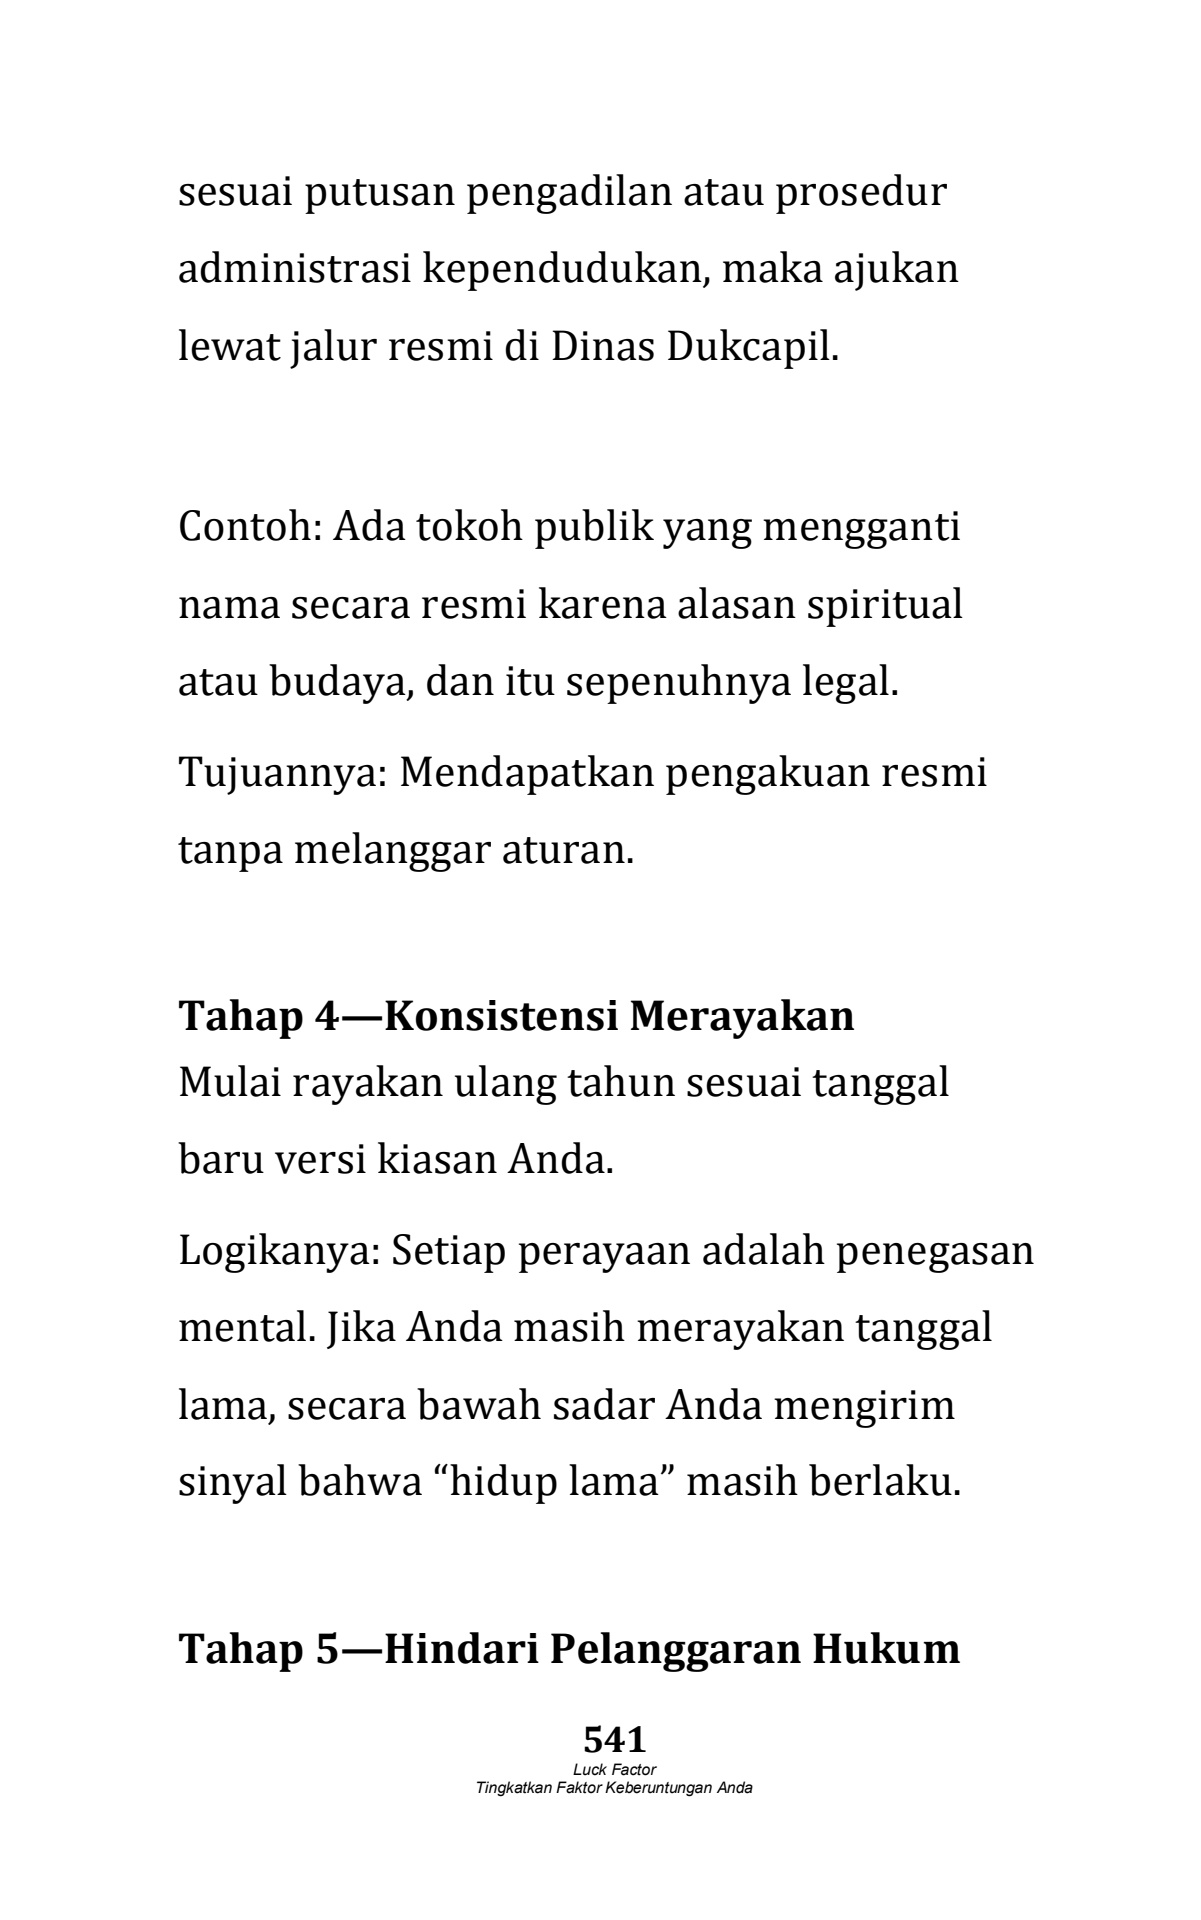 sesuai putusan pengadilan atau prosedur
administrasi kependudukan, maka ajukan
lewat jalur resmi di Dinas Dukcapil.
Contoh: Ada tokoh publik yang mengganti
nama secara resmi karena alasan spiritual
atau budaya, dan itu sepenuhnya legal.
Tujuannya: Mendapatkan pengakuan resmi
tanpa melanggar aturan.
Tahap 4—Konsistensi Merayakan
Mulai rayakan ulang tahun sesuai tanggal
baru versi kiasan Anda.
Logikanya: Setiap perayaan adalah penegasan
mental. Jika Anda masih merayakan tanggal
lama, secara bawah sadar Anda mengirim
sinyal bahwa “hidup lama” masih berlaku.
Tahap 5—Hindari Pelanggaran Hukum
541
Luck Factor
Tingkatkan Faktor Keberuntungan Anda